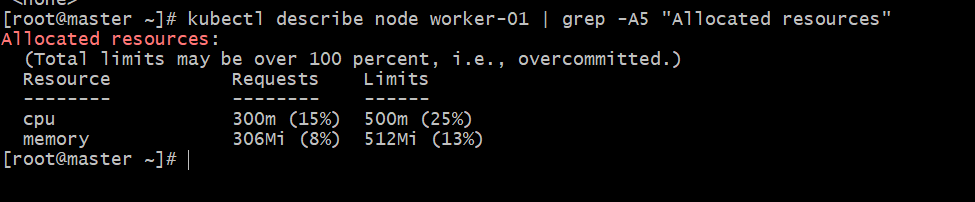 <none>
[root@master ~]# kubectl describe node worker-01 | grep -A5 "Allocated resources"
Allocated resources:
  (Total limits may be over 100 percent, i.e., overcommitted.)
  Resource           Requests    Limits
  --------           --------    ------
  cpu                300m (15%)  500m (25%)
  memory             306Mi (8%)  512Mi (13%)
[root@master ~]#